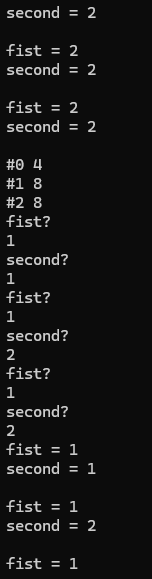 second = 2
fist = 2
second = 2
fist = 2
second = 2
#0 4
#1 8
#2 8
fist?
1
second?
1
fist?
1
second?
2
fist?
1
second?
2
fist = 1
second = 1
fist = 1
second = 2
fist = 1